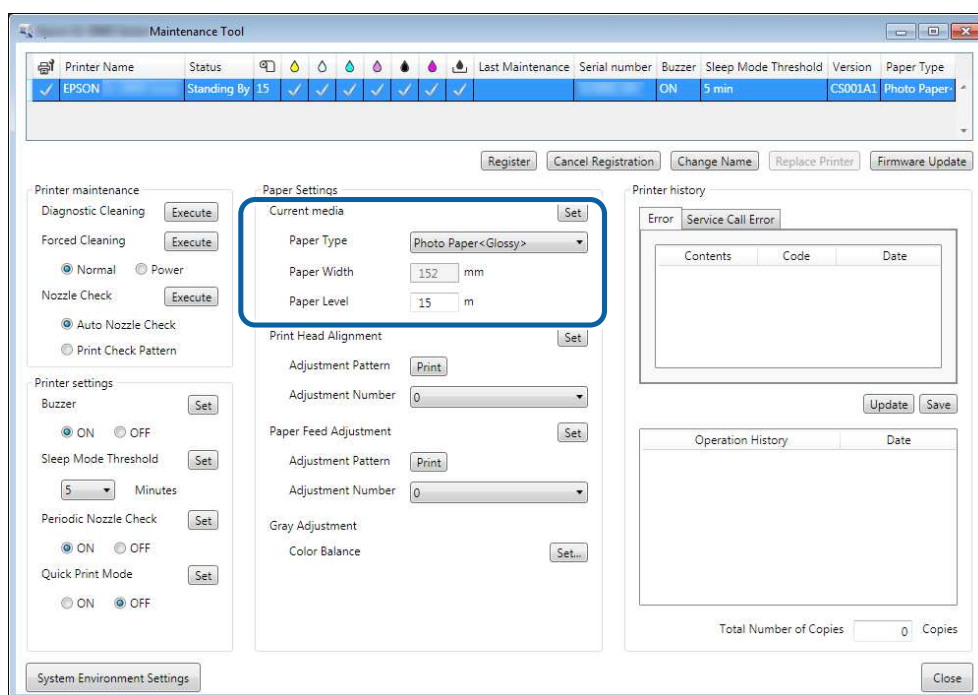 Maintenance Tool
Printer Name Status Last Maintenance Serial number Buzzer Sleep Mode Threshold Version Paper Type
EPSON Standing By 15 ON 5 min CS001A1 Photo Paper
Register Cancel Registration Change Name Replace Printer Firmware Update
Printer maintenance
Diagnostic Cleaning Execute
Forced Cleaning Execute
Normal Power
Nozzle Check Execute
Auto Nozzle Check
Print Check Pattern
Printer settings
Buzzer Set
ON OFF
Sleep Mode Threshold Set
5 Minutes
Periodic Nozzle Check Set
ON OFF
Quick Print Mode Set
ON OFF
Paper Settings
Current media Set
Paper Type Photo Paper<Glossy>
Paper Width 152 mm
Paper Level 15 m
Print Head Alignment Set
Adjustment Pattern Print
Adjustment Number 0
Paper Feed Adjustment Set
Adjustment Pattern Print
Adjustment Number 0
Gray Adjustment
Color Balance Set...
Printer history
Error Service Call Error
Contents Code Date
Update Save
Operation History Date
Total Number of Copies 0 Copies
System Environment Settings Close